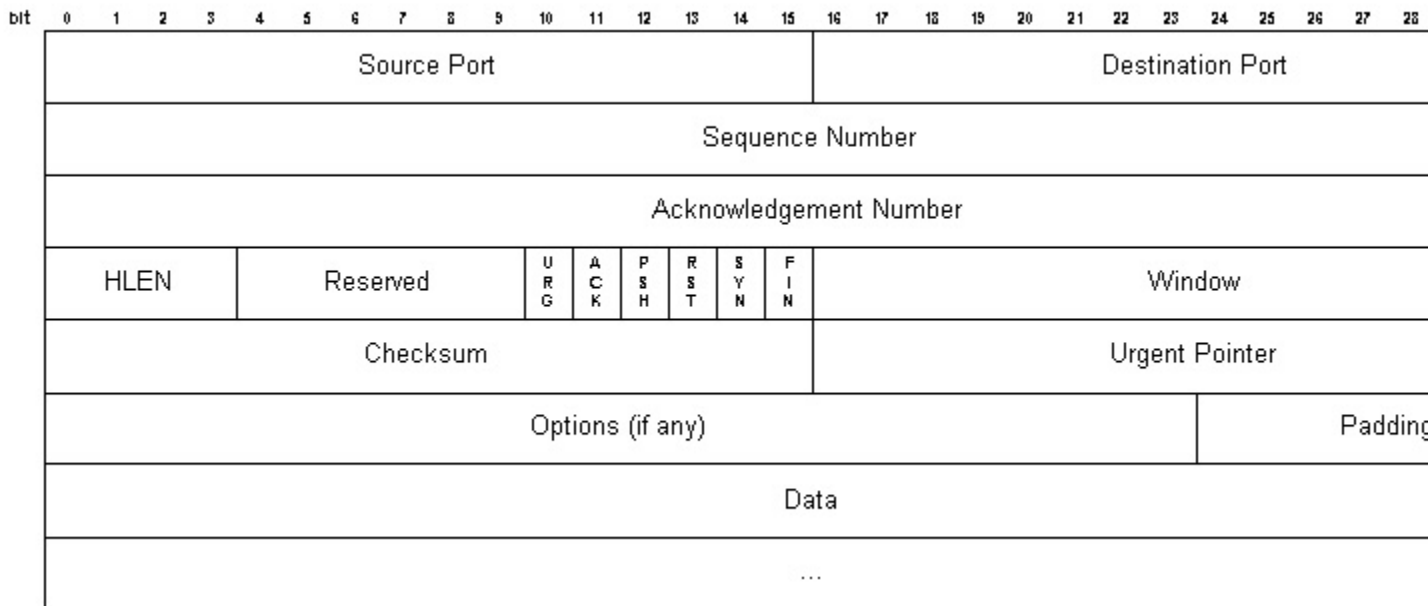 bit 0 1 2 3 4 5 6 7 8 9 10 11 12 13 14 15 16 17 18 19 20 21 22 23 24 25 26 27 28
Source Port Destination Port
Sequence Number
Acknowledgement Number
HLEN Reserved URG ACK PSH RST SYN FIN Window
Checksum Urgent Pointer
Options (if any) Padding
Data
...